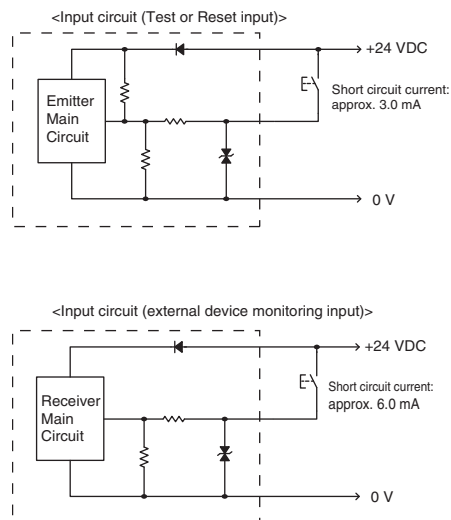 <Input circuit (Test or Reset input)>
+24 VDC
Emitter
Main
Circuit
Short circuit current:
approx. 3.0 mA
0 V
<Input circuit (external device monitoring input)>
+24 VDC
Receiver
Main
Circuit
Short circuit current:
approx. 6.0 mA
0 V